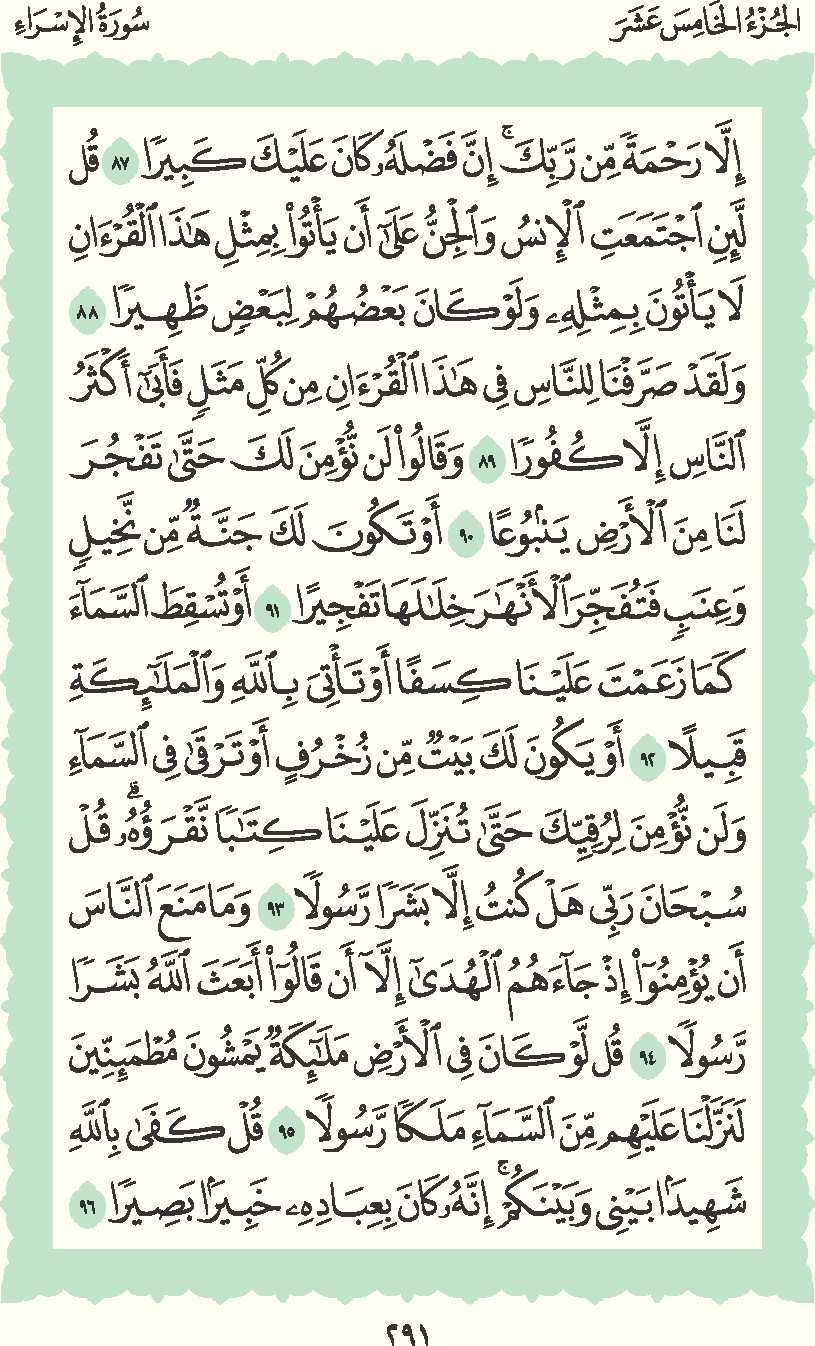 الجُزْءُ الخَامِسَ عَشَرَ
سُورَةُ الإِسْرَاءِ
إِلَّا رَحْمَةً مِّن رَّبِّكَ ۚ إِنَّ فَضْلَهُۥ كَانَ عَلَيْكَ كَبِيرًا ٨٧ قُل
لَّئِنِ ٱجْتَمَعَتِ ٱلْإِنسُ وَٱلْجِنُّ عَلَىٰٓ أَن يَأْتُوا۟ بِمِثْلِ هَٰذَا ٱلْقُرْءَانِ
لَا يَأْتُونَ بِمِثْلِهِۦ وَلَوْ كَانَ بَعْضُهُمْ لِبَعْضٍ ظَهِيرًا ٨٨
وَلَقَدْ صَرَّفْنَا لِلنَّاسِ فِى هَٰذَا ٱلْقُرْءَانِ مِن كُلِّ مَثَلٍ فَأَبَىٰٓ أَكْثَرُ
ٱلنَّاسِ إِلَّا كُفُورًا ٨٩ وَقَالُوا۟ لَن نُّؤْمِنَ لَكَ حَتَّىٰ تَفْجُرَ
لَنَا مِنَ ٱلْأَرْضِ يَنۢبُوعًا ٩٠ أَوْ تَكُونَ لَكَ جَنَّةٌ مِّن نَّخِيلٍ
وَعِنَبٍ فَتُفَجِّرَ ٱلْأَنْهَٰرَ خِلَٰلَهَا تَفْجِيرًا ٩١ أَوْ تُسْقِطَ ٱلسَّمَآءَ
كَمَا زَعَمْتَ عَلَيْنَا كِسَفًا أَوْ تَأْتِىَ بِٱللَّهِ وَٱلْمَلَٰٓئِكَةِ
قَبِيلًا ٩٢ أَوْ يَكُونَ لَكَ بَيْتٌ مِّن زُخْرُفٍ أَوْ تَرْقَىٰ فِى ٱلسَّمَآءِ
وَلَن نُّؤْمِنَ لِرُقِيِّكَ حَتَّىٰ تُنَزِّلَ عَلَيْنَا كِتَٰبًا نَّقْرَؤُهُۥ ۗ قُلْ
سُبْحَانَ رَبِّى هَلْ كُنتُ إِلَّا بَشَرًا رَّسُولًا ٩٣ وَمَا مَنَعَ ٱلنَّاسَ
أَن يُؤْمِنُوٓا۟ إِذْ جَآءَهُمُ ٱلْهُدَىٰٓ إِلَّآ أَن قَالُوٓا۟ أَبَعَثَ ٱللَّهُ بَشَرًا
رَّسُولًا ٩٤ قُل لَّوْ كَانَ فِى ٱلْأَرْضِ مَلَٰٓئِكَةٌ يَمْشُونَ مُطْمَئِنِّينَ
لَنَزَّلْنَا عَلَيْهِم مِّنَ ٱلسَّمَآءِ مَلَكًا رَّسُولًا ٩٥ قُلْ كَفَىٰ بِٱللَّهِ
شَهِيدًۢا بَيْنِى وَبَيْنَكُمْ ۚ إِنَّهُۥ كَانَ بِعِبَادِهِۦ خَبِيرًۢا بَصِيرًا ٩٦
٢٩١